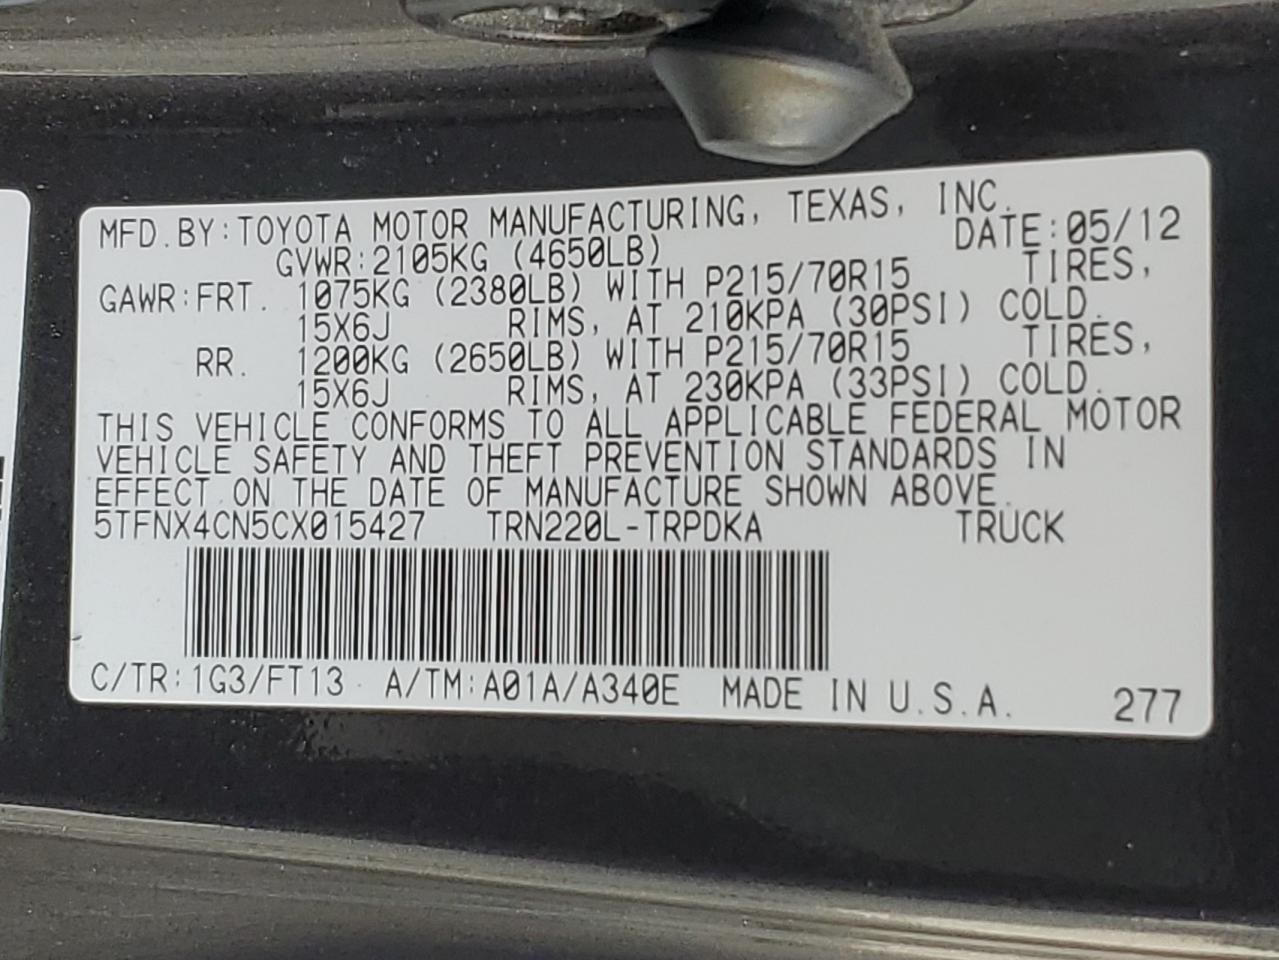 MFD.BY:TOYOTA MOTOR MANUFACTURING, TEXAS, INC.
DATE:05/12
GVWR:2105KG (4650LB)
GAWR:FRT. 1075KG (2380LB) WITH P215/70R15 TIRES,
15X6J RIMS, AT 210KPA (30PSI) COLD.
RR. 1200KG (2650LB) WITH P215/70R15 TIRES,
15X6J RIMS, AT 230KPA (33PSI) COLD.
THIS VEHICLE CONFORMS TO ALL APPLICABLE FEDERAL MOTOR
VEHICLE SAFETY AND THEFT PREVENTION STANDARDS IN
EFFECT ON THE DATE OF MANUFACTURE SHOWN ABOVE.
5TFNX4CN5CX015427 TRN220L-TRPDKA TRUCK
C/TR:1G3/FT13 A/TM:A01A/A340E MADE IN U.S.A. 277